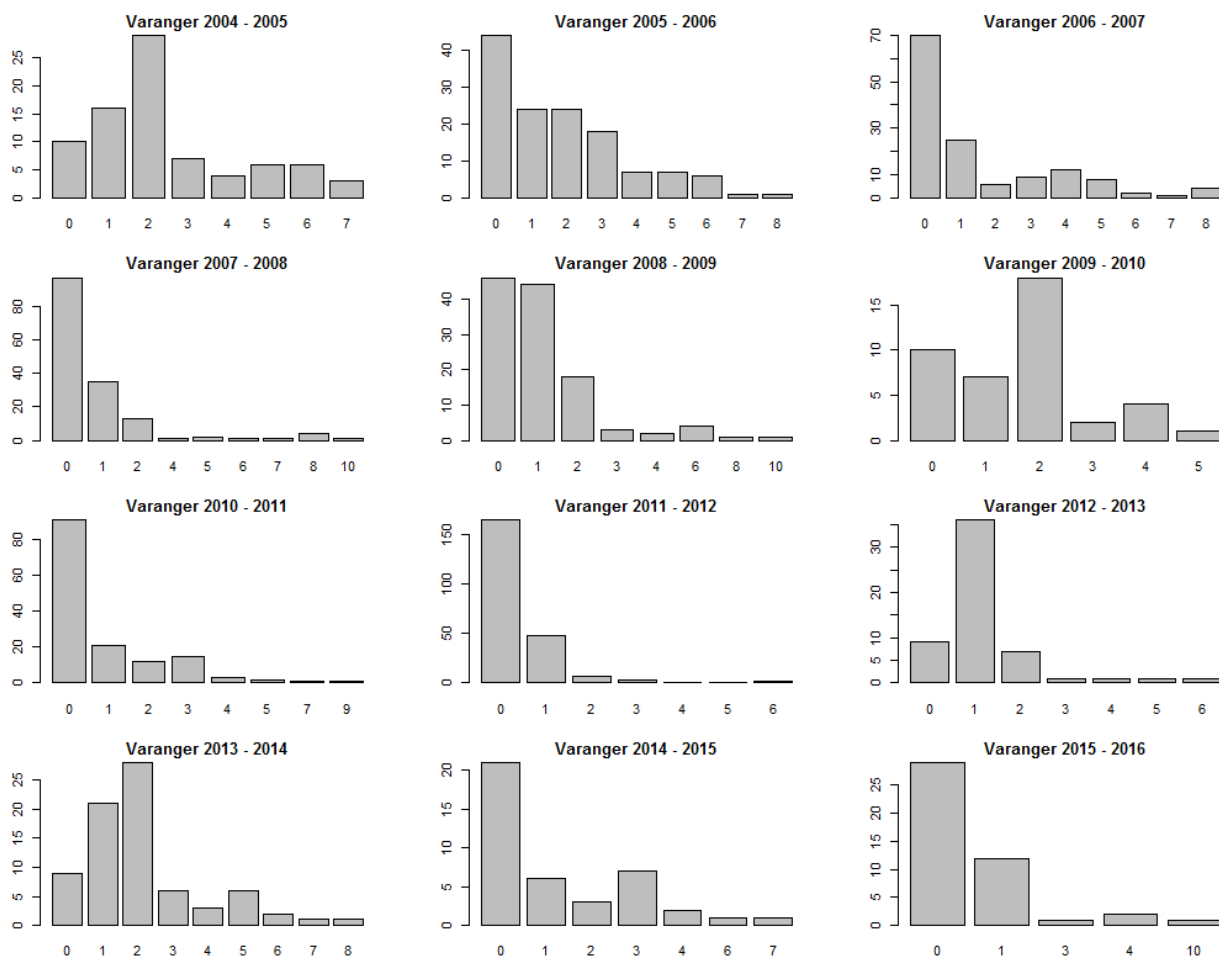 Varanger 2004 - 2005
0 5 10 15 20 25
0 1 2 3 4 5 6 7
Varanger 2005 - 2006
0 10 20 30 40
0 1 2 3 4 5 6 7 8
Varanger 2006 - 2007
0 10 30 50 70
0 1 2 3 4 5 6 7 8
Varanger 2007 - 2008
0 20 40 60 80
0 1 2 4 5 6 7 8 10
Varanger 2008 - 2009
0 10 20 30 40
0 1 2 3 4 6 8 10
Varanger 2009 - 2010
0 5 10 15
0 1 2 3 4 5
Varanger 2010 - 2011
0 20 40 60 80
0 1 2 3 4 5 7 9
Varanger 2011 - 2012
0 50 100 150
0 1 2 3 4 5 6
Varanger 2012 - 2013
0 5 10 20 30
0 1 2 3 4 5 6
Varanger 2013 - 2014
0 5 10 15 20 25
0 1 2 3 4 5 6 7 8
Varanger 2014 - 2015
0 5 10 15 20
0 1 2 3 4 6 7
Varanger 2015 - 2016
0 5 10 15 20 25
0 1 3 4 10